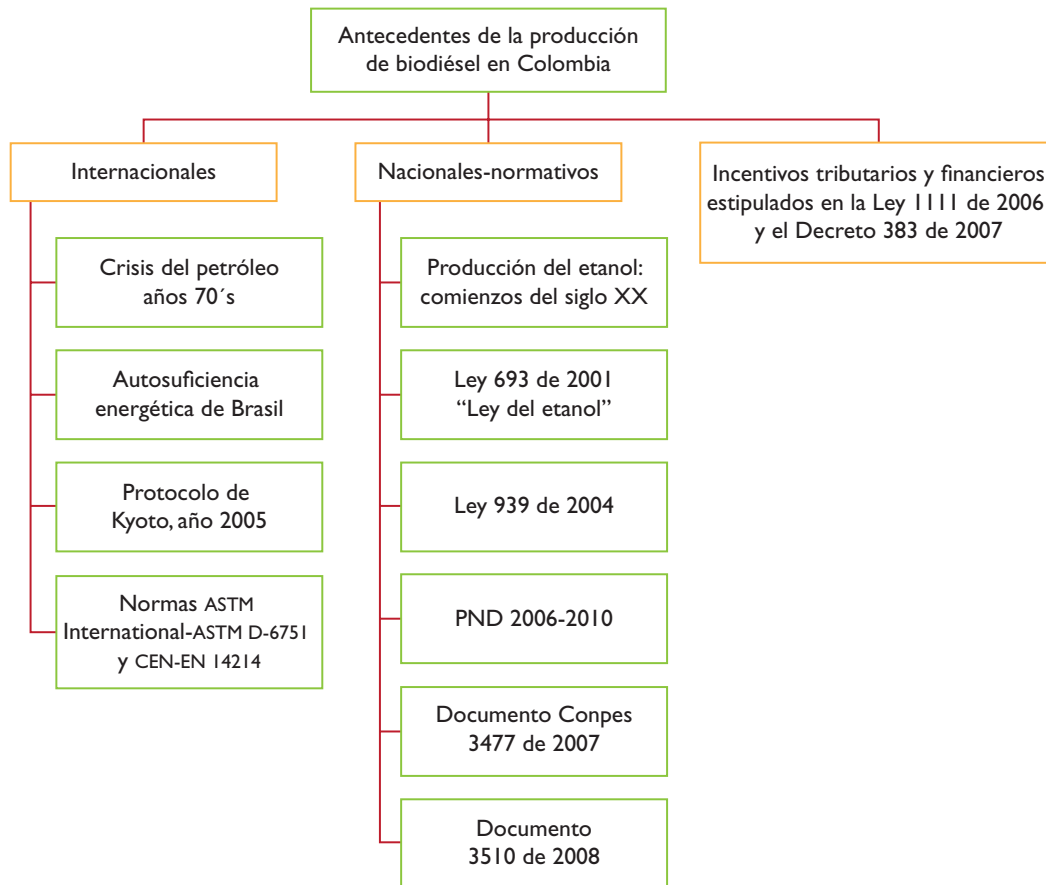 Antecedentes de la producción
de biodiésel en Colombia
Internacionales
Crisis del petróleo
años 70´s
Autosuficiencia
energética de Brasil
Protocolo de
Kyoto, año 2005
Normas ASTM
International-ASTM D-6751
y CEN-EN 14214
Nacionales-normativos
Producción del etanol:
comienzos del siglo XX
Ley 693 de 2001
“Ley del etanol”
Ley 939 de 2004
PND 2006-2010
Documento Conpes
3477 de 2007
Documento
3510 de 2008
Incentivos tributarios y financieros
estipulados en la Ley 1111 de 2006
y el Decreto 383 de 2007